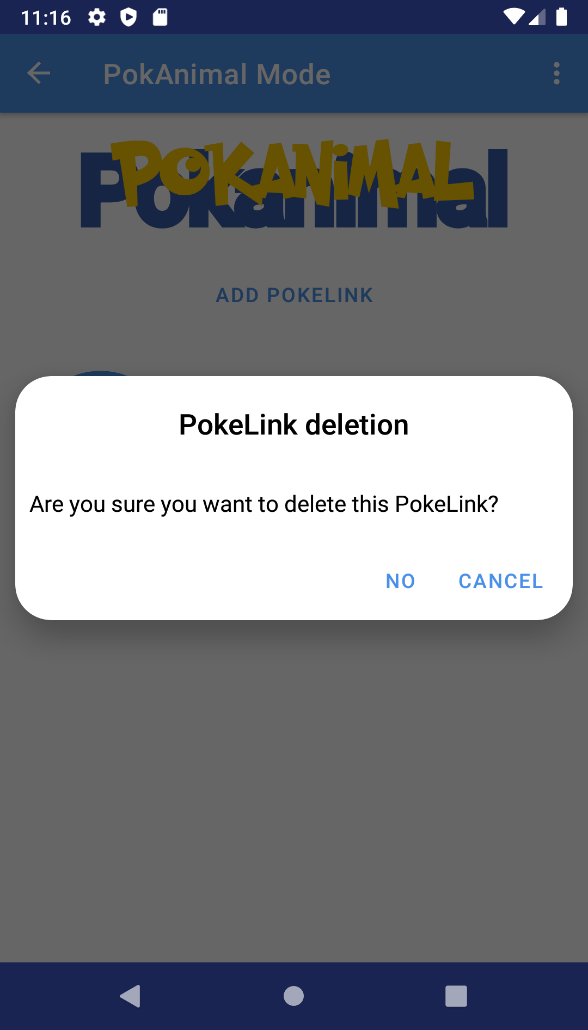 11:16
PokAnimal Mode
POKANiMAL
Pokanimal
ADD POKELINK
PokeLink deletion
Are you sure you want to delete this PokeLink?
NO CANCEL